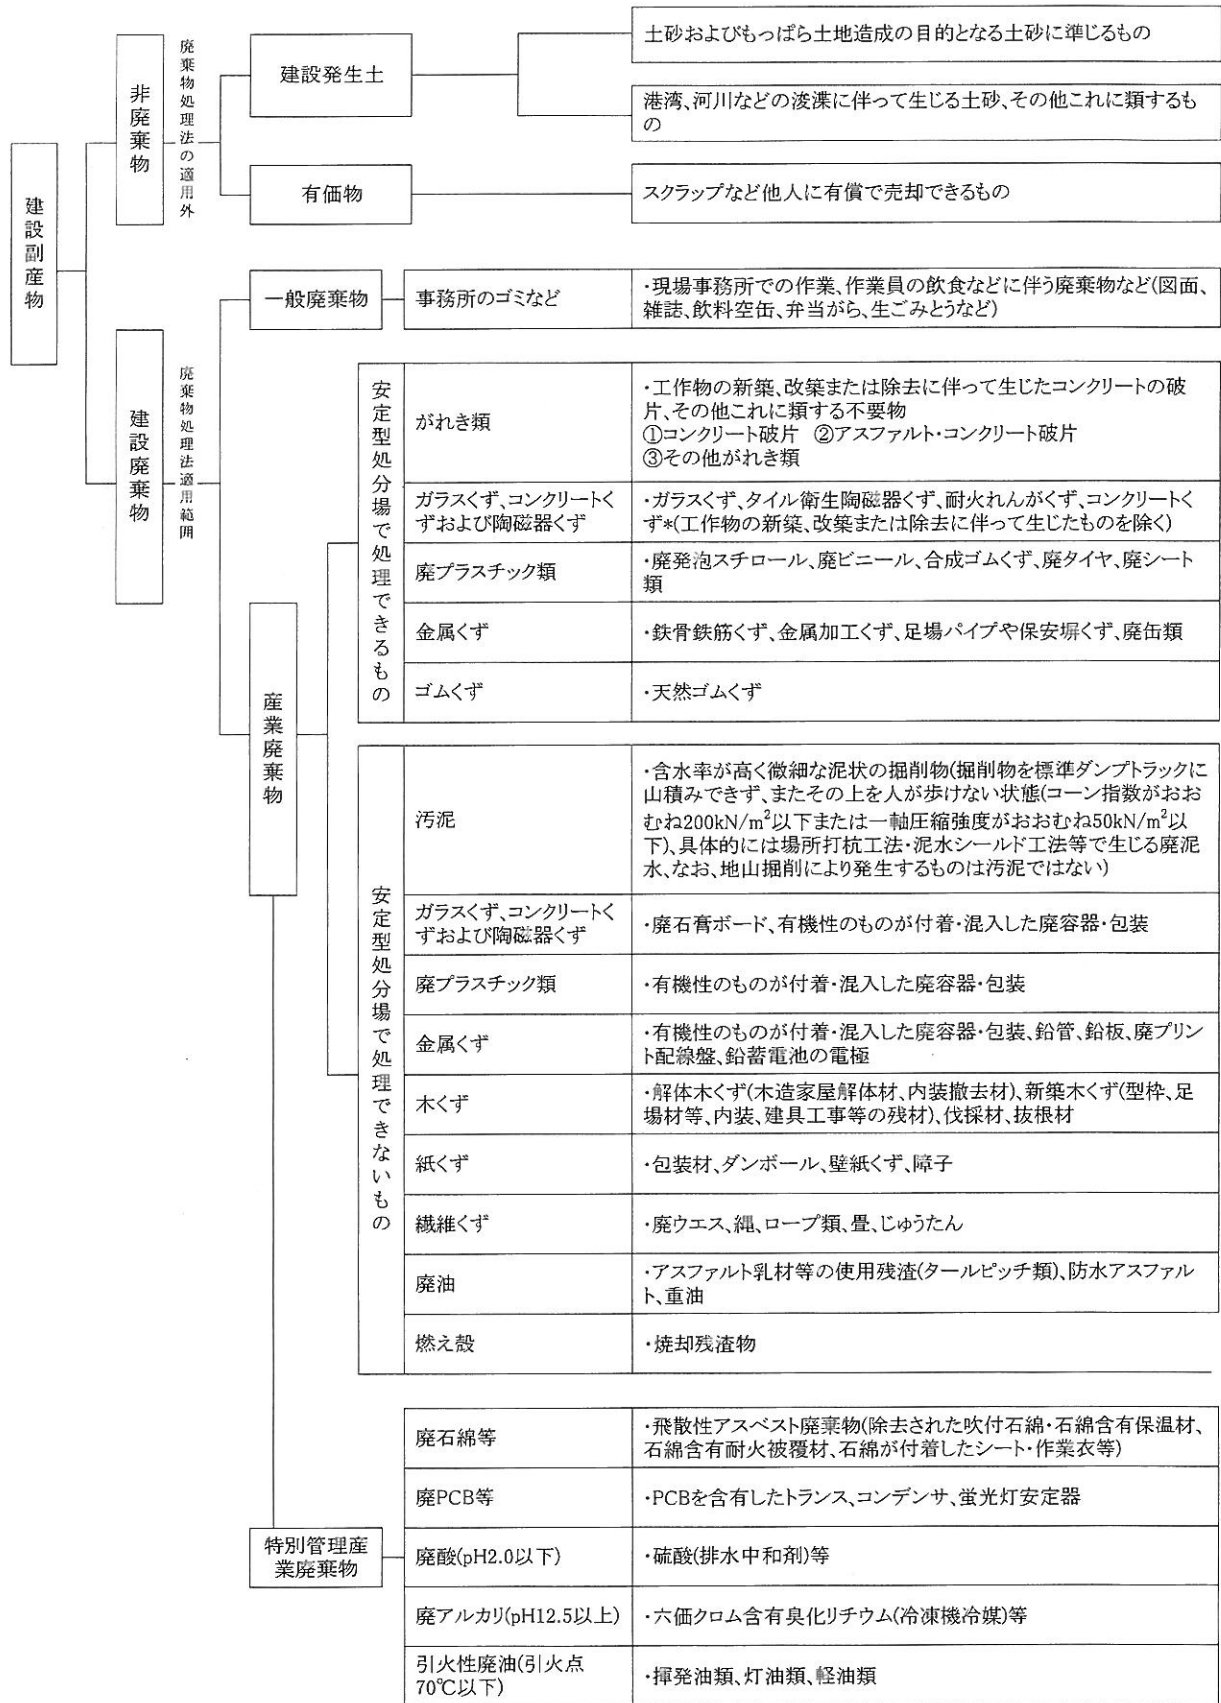 建設副産物
非廃棄物
廃棄物処理法の適用外
建設発生土
土砂およびもっぱら土地造成の目的となる土砂に準じるもの
港湾、河川などの浚渫に伴って生じる土砂、その他これに類するも
の
有価物
スクラップなど他人に有償で売却できるもの
建設廃棄物
廃棄物処理法適用範囲
一般廃棄物
事務所のゴミなど
・現場事務所での作業、作業員の飲食などに伴う廃棄物など(図面、
雑誌、飲料空缶、弁当がら、生ごみとうなど)
産業廃棄物
安定型処分場で処理できるもの
がれき類
・工作物の新築、改築または除去に伴って生じたコンクリートの破
片、その他これに類する不要物
①コンクリート破片 ②アスファルト・コンクリート破片
③その他がれき類
ガラスくず、コンクリートく
ずおよび陶磁器くず
・ガラスくず、タイル衛生陶磁器くず、耐火れんがくず、コンクリートく
ず*(工作物の新築、改築または除去に伴って生じたものを除く)
廃プラスチック類
・廃発泡スチロール、廃ビニール、合成ゴムくず、廃タイヤ、廃シート
類
金属くず
・鉄骨鉄筋くず、金属加工くず、足場パイプや保安塀くず、廃缶類
ゴムくず
・天然ゴムくず
安定型処分場で処理できないもの
汚泥
・含水率が高く微細な泥状の掘削物(掘削物を標準ダンプトラックに
山積みできず、またその上を人が歩けない状態(コーン指数がおお
むね200kN/m²以下または一軸圧縮強度がおおむね50kN/m²以
下)、具体的には場所打杭工法・泥水シールド工法等で生じる廃泥
水、なお、地山掘削により発生するものは汚泥ではない)
ガラスくず、コンクリートく
ずおよび陶磁器くず
・廃石膏ボード、有機性のものが付着・混入した廃容器・包装
廃プラスチック類
・有機性のものが付着・混入した廃容器・包装
金属くず
・有機性のものが付着・混入した廃容器・包装、鉛管、鉛板、廃プリン
ト配線盤、鉛蓄電池の電極
木くず
・解体木くず(木造家屋解体材、内装撤去材)、新築木くず(型枠、足
場材等、内装、建具工事等の残材)、伐採材、抜根材
紙くず
・包装材、ダンボール、壁紙くず、障子
繊維くず
・廃ウエス、縄、ロープ類、畳、じゅうたん
廃油
・アスファルト乳材等の使用残渣(タールピッチ類)、防水アスファル
ト、重油
燃え殻
・焼却残渣物
特別管理産
業廃棄物
廃石綿等
・飛散性アスベスト廃棄物(除去された吹付石綿・石綿含有保温材、
石綿含有耐火被覆材、石綿が付着したシート・作業衣等)
廃PCB等
・PCBを含有したトランス、コンデンサ、蛍光灯安定器
廃酸(pH2.0以下)
・硫酸(排水中和剤)等
廃アルカリ(pH12.5以上)
・六価クロム含有臭化リチウム(冷凍機冷媒)等
引火性廃油(引火点
70℃以下)
・揮発油類、灯油類、軽油類